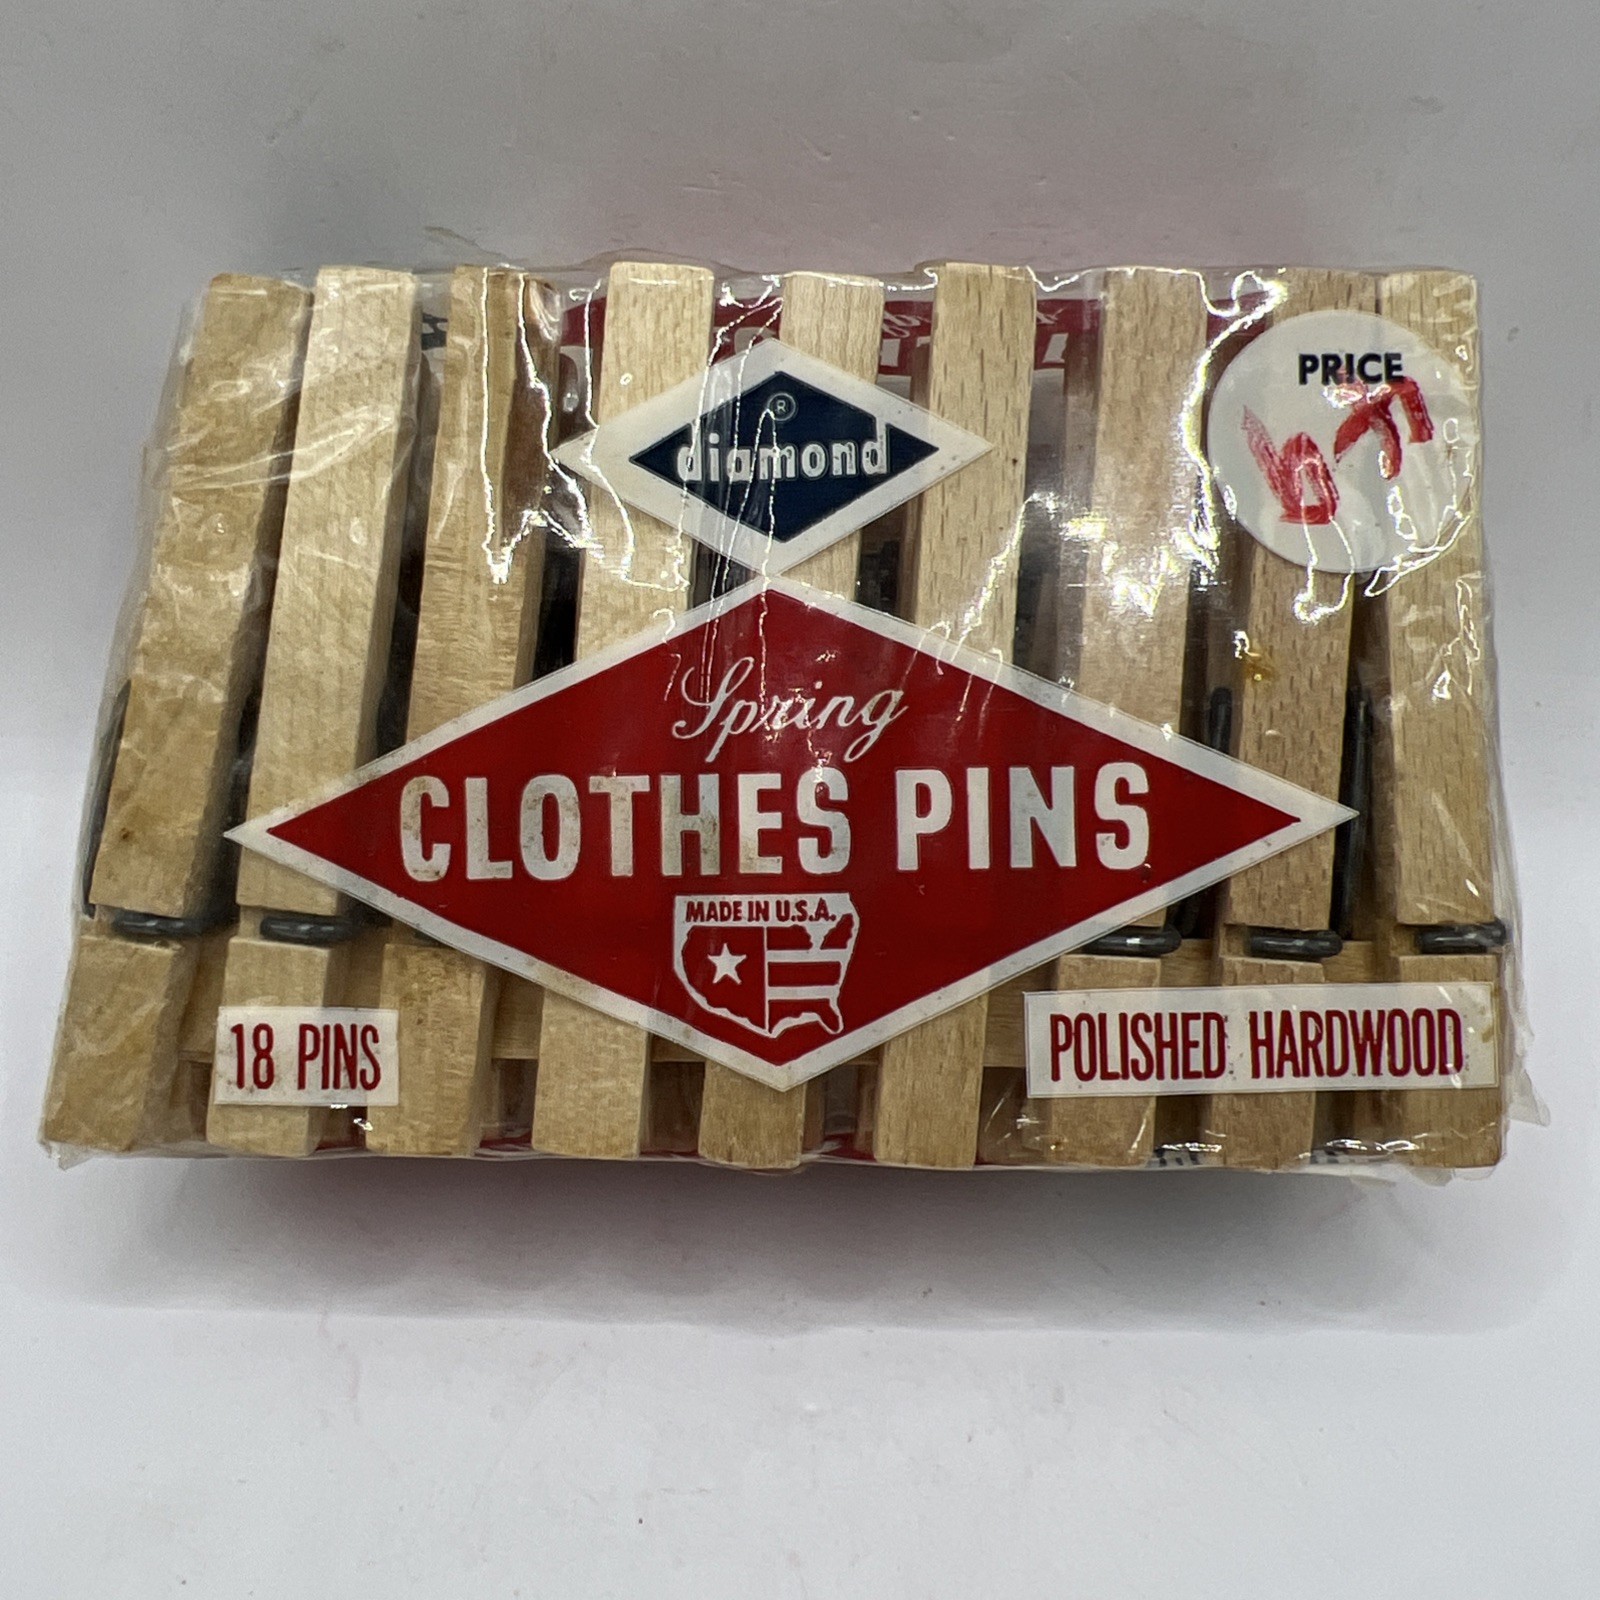 ®
diamond
PRICE
Spring
CLOTHES PINS
MADE IN U.S.A.
18 PINS
POLISHED HARDWOOD